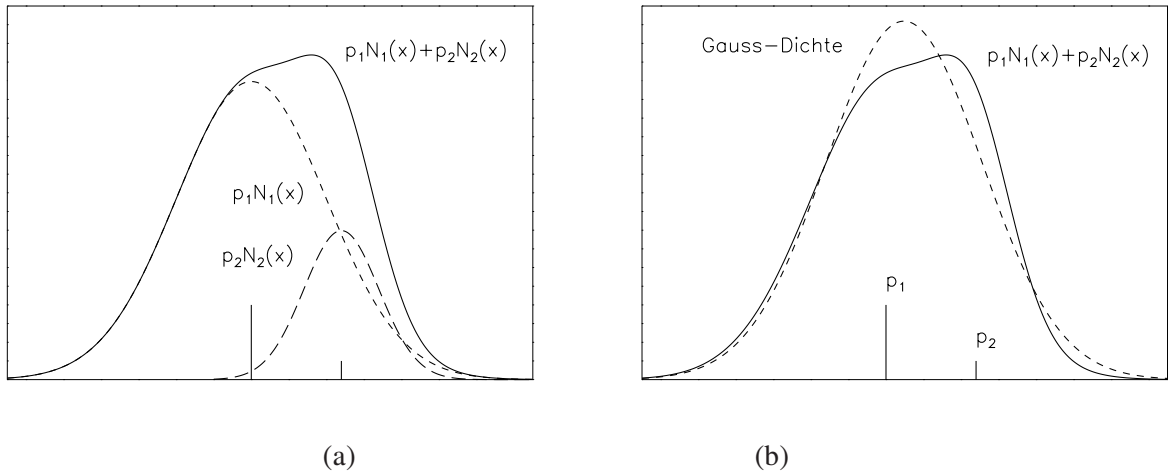 p₁N₁(x)+p₂N₂(x)
p₁N₁(x)
p₂N₂(x)
(a)
Gauss–Dichte
p₁N₁(x)+p₂N₂(x)
p₁
p₂
(b)